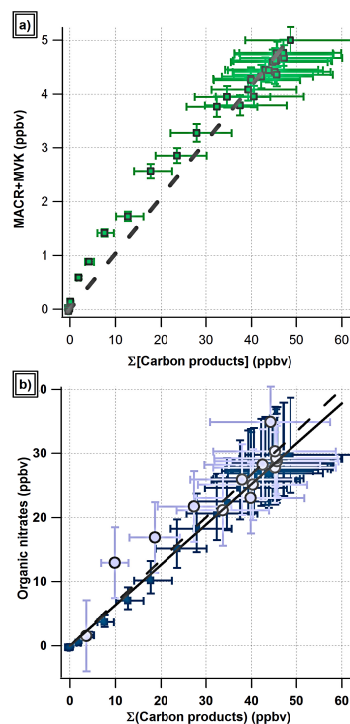 a)
MACR+MVK (ppbv)
5
4
3
2
1
0
0 10 20 30 40 50 60
Σ[Carbon products] (ppbv)
b)
Organic nitrates (ppbv)
0
30
20
10
0
0 10 20 30 40 50 60
Σ(Carbon products) (ppbv)